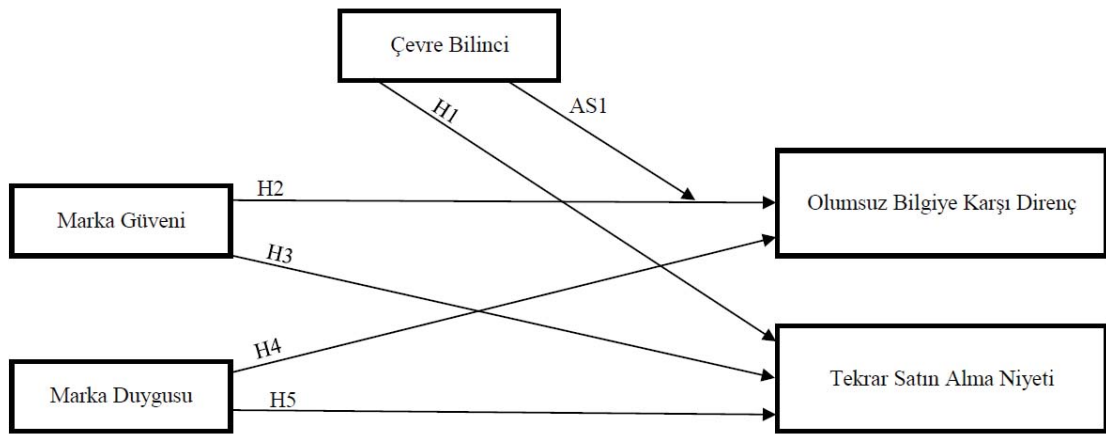 Çevre Bilinci
H1
AS1
H2
Marka Güveni
Olumsuz Bilgiye Karşı Direnç
H3
H4
Marka Duygusu
H5
Tekrar Satın Alma Niyeti